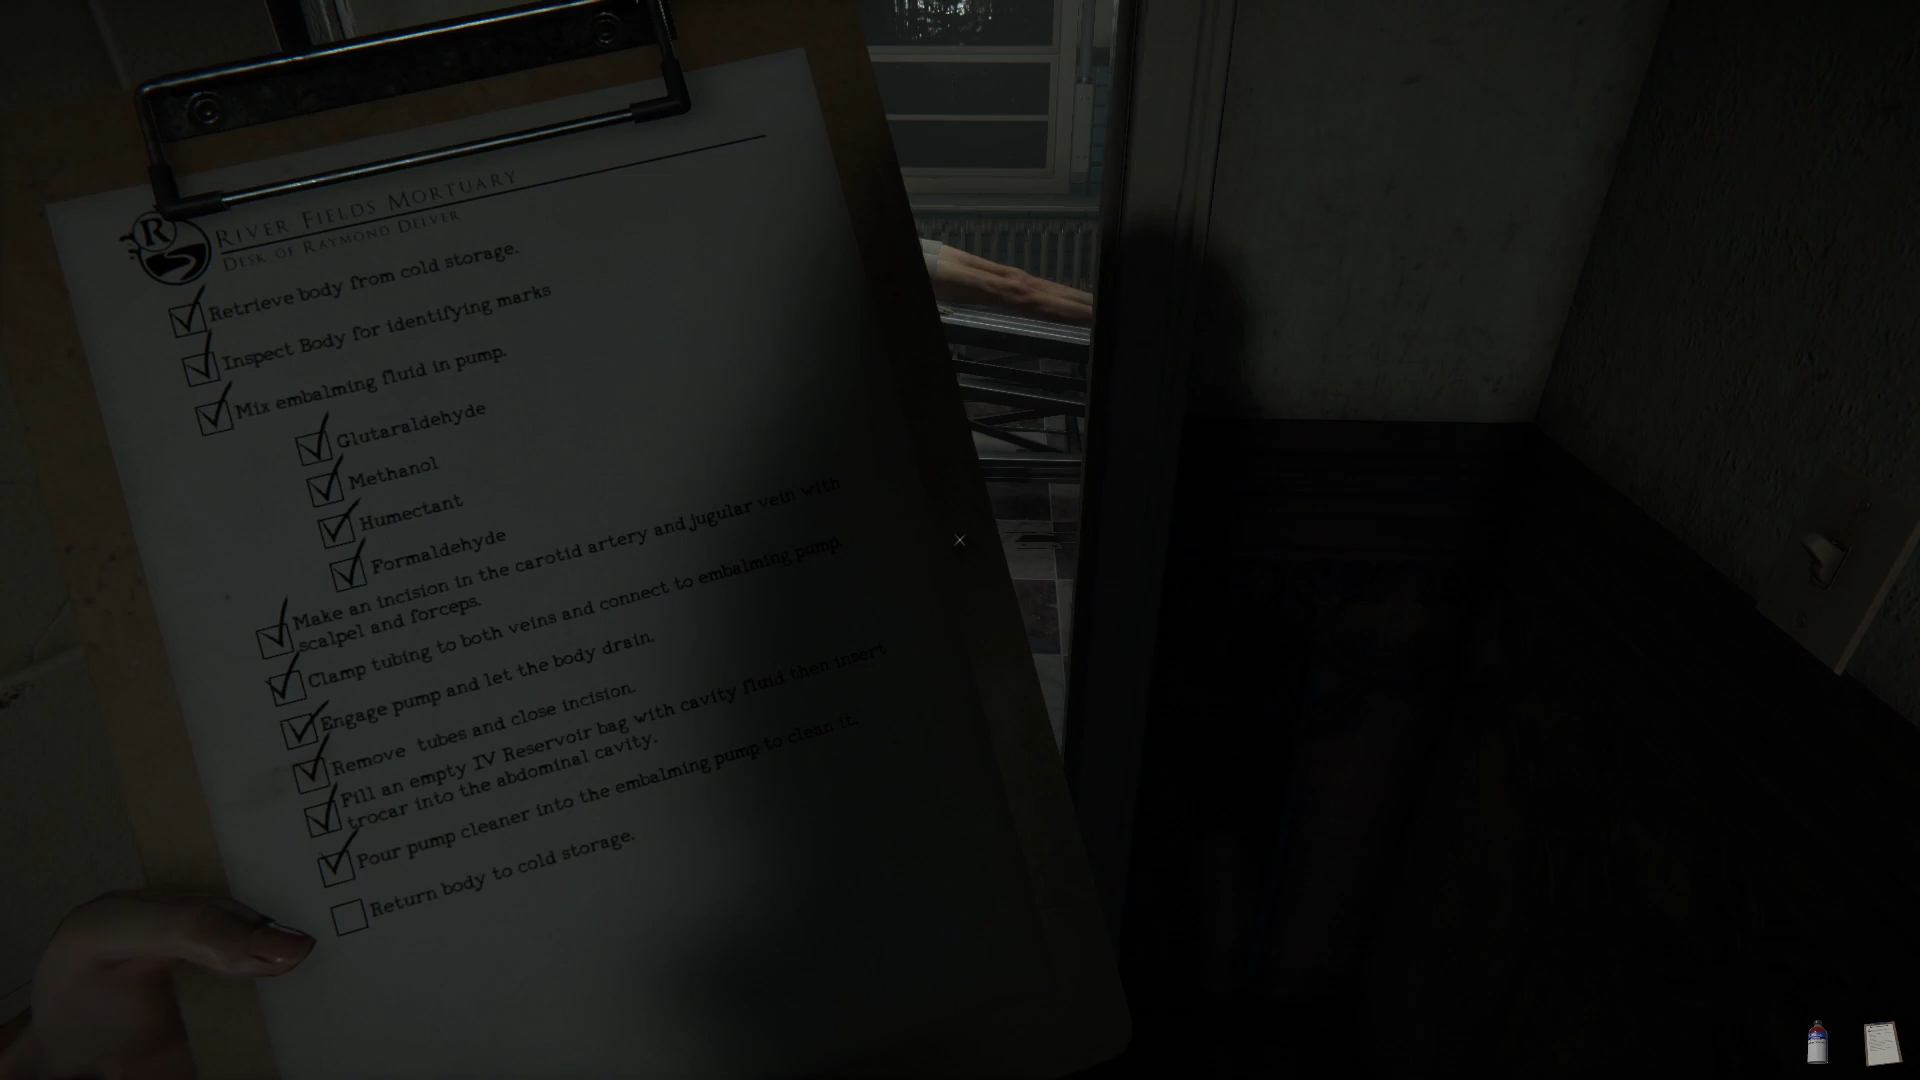 RIVER FIELDS MORTUARY
DESK OF RAYMOND DELVER
Retrieve body from cold storage.
Inspect Body for identifying marks
Mix embalming fluid in pump.
Glutaraldehyde
Methanol
Humectant
Formaldehyde
Make an incision in the carotid artery and jugular vein with
scalpel and forceps.
Clamp tubing to both veins and connect to embalming pump.
Engage pump and let the body drain.
Remove tubes and close incision.
Fill an empty IV Reservoir bag with cavity fluid then insert
trocar into the abdominal cavity.
Pour pump cleaner into the embalming pump to clean it.
Return body to cold storage.